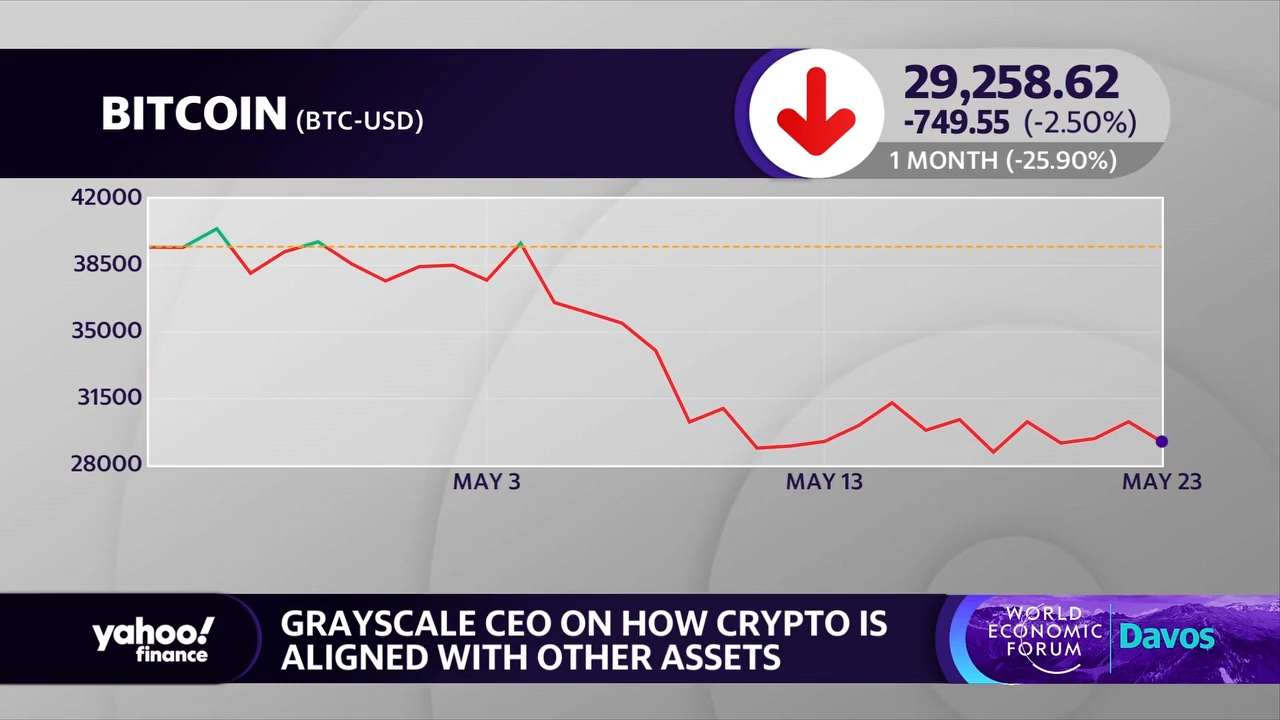 BITCOIN (BTC-USD)
29,258.62
-749.55 (-2.50%)
1 MONTH (-25.90%)
42000
38500
35000
31500
28000
MAY 3
MAY 13
MAY 23
yahoo!
finance
GRAYSCALE CEO ON HOW CRYPTO IS
ALIGNED WITH OTHER ASSETS
WORLD
ECONOMIC
FORUM
Davos